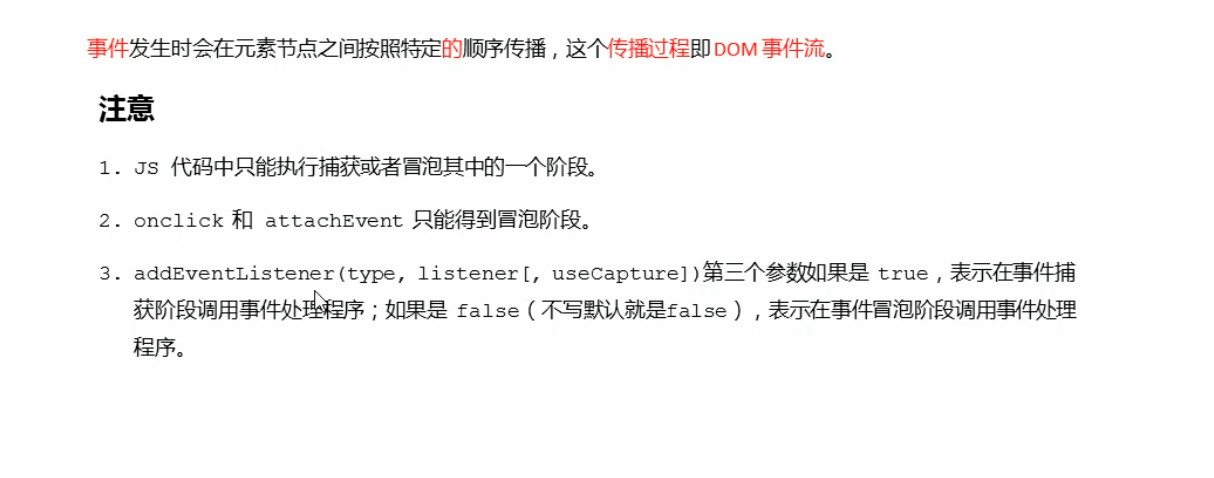 事件发生时会在元素节点之间按照特定的顺序传播，这个传播过程即DOM 事件流。
注意
1. JS 代码中只能执行捕获或者冒泡其中的一个阶段。
2. onclick 和 attachEvent 只能得到冒泡阶段。
3. addEventListener(type, listener[, useCapture])第三个参数如果是 true，表示在事件捕
获阶段调用事件处理程序；如果是 false（不写默认就是false），表示在事件冒泡阶段调用事件处理
程序。